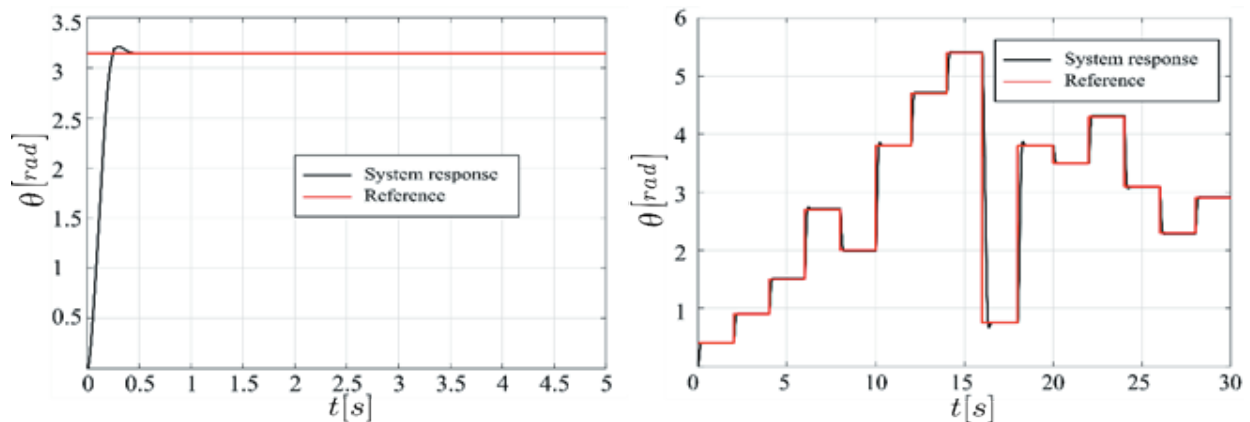 3.5
3
2.5
2
1.5
1
0.5
θ[rad]
System response
Reference
0 0.5 1 1.5 2 2.5 3 3.5 4 4.5 5
t[s]
6
5
4
3
2
1
θ[rad]
System response
Reference
0 5 10 15 20 25 30
t[s]